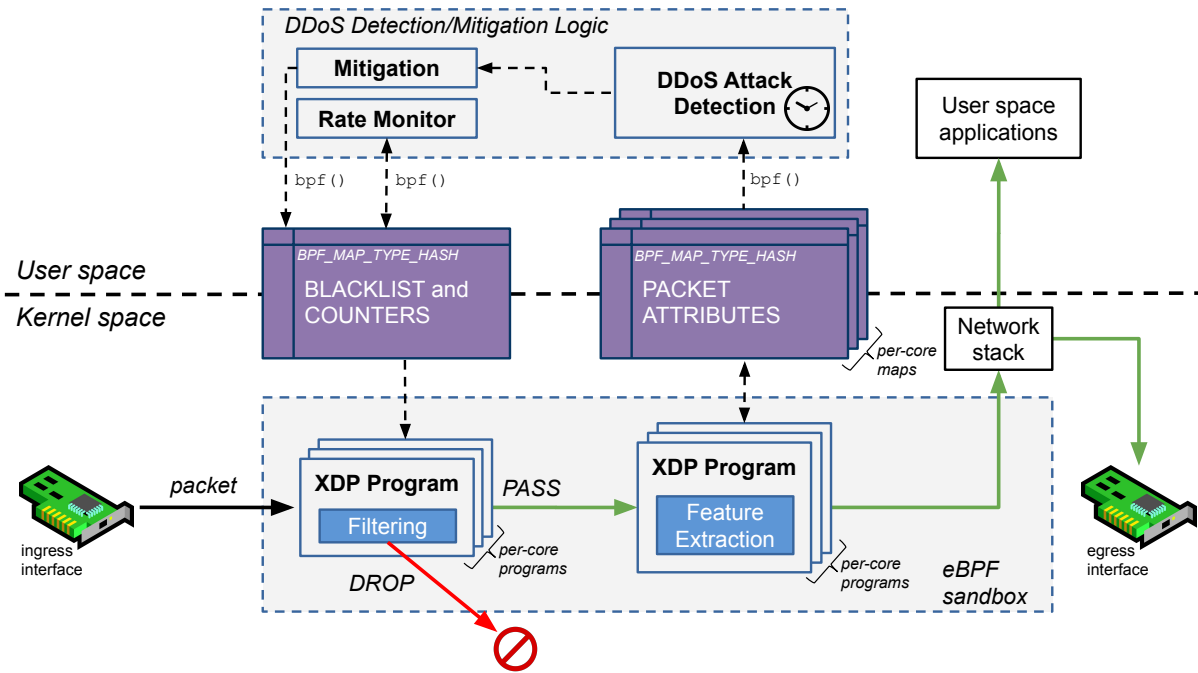 DDoS Detection/Mitigation Logic
Mitigation
Rate Monitor
DDoS Attack
Detection
User space
applications
bpf()
bpf()
bpf()
BPF_MAP_TYPE_HASH
BLACKLIST and
COUNTERS
BPF_MAP_TYPE_HASH
PACKET
ATTRIBUTES
User space
Kernel space
per-core
maps
Network
stack
packet
XDP Program
Filtering
PASS
XDP Program
Feature
Extraction
ingress
interface
per-core
programs
per-core
programs
DROP
eBPF
sandbox
egress
interface